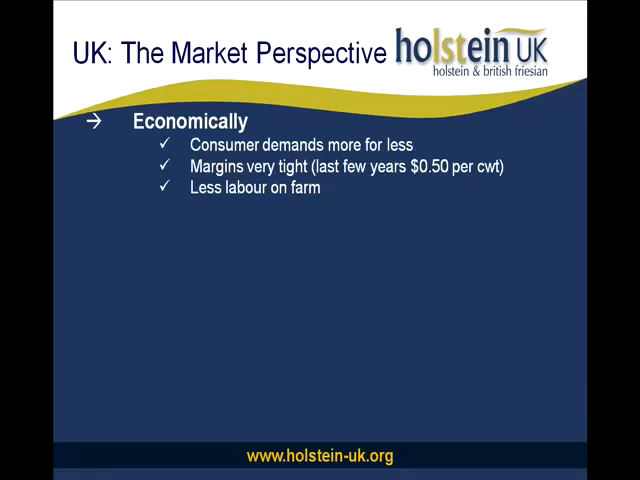 UK: The Market Perspective
holstein UK
holstein & british friesian
→ Economically
✓ Consumer demands more for less
✓ Margins very tight (last few years $0.50 per cwt)
✓ Less labour on farm
www.holstein-uk.org